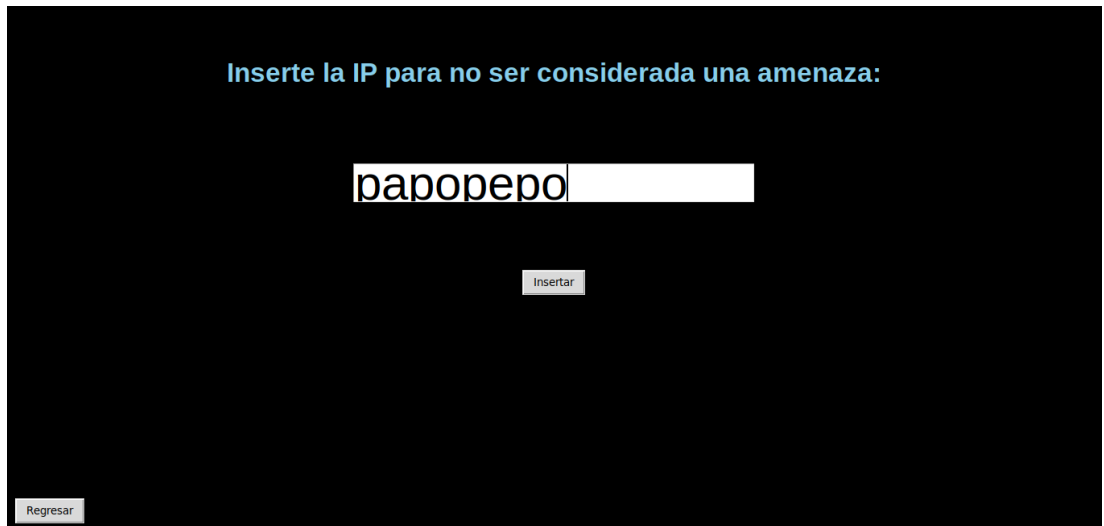 Inserte la IP para no ser considerada una amenaza:
papopepo
Insertar
Regresar